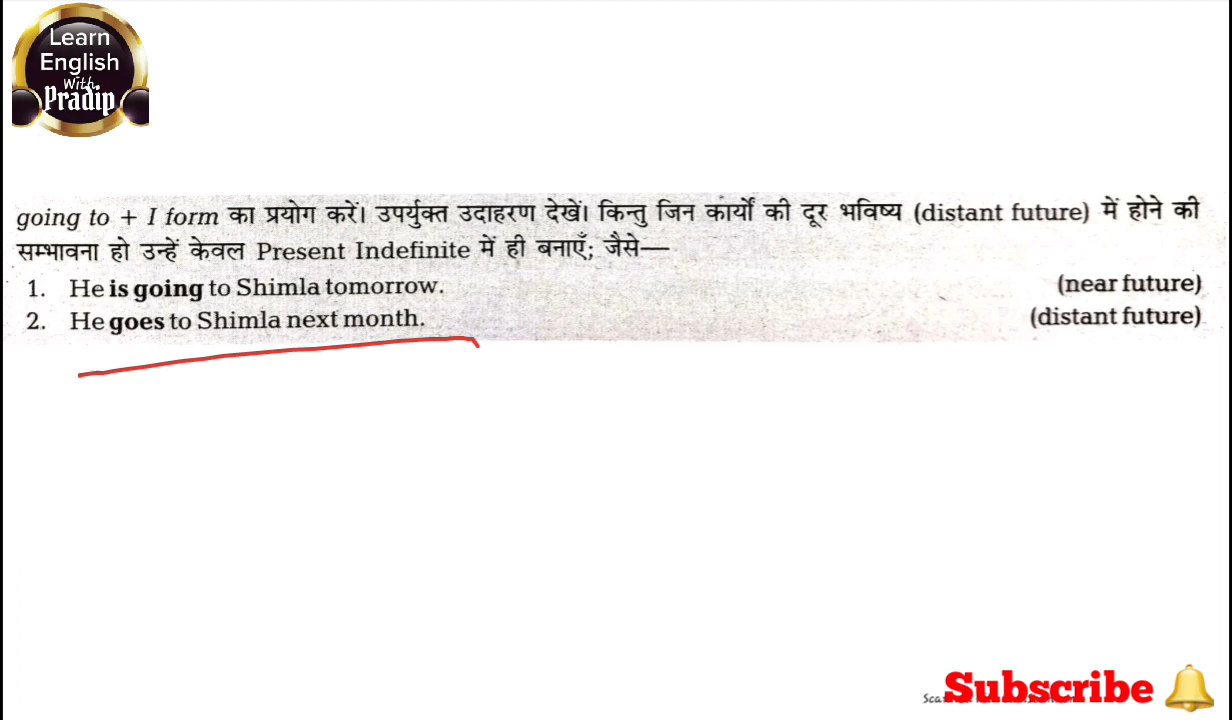 Learn
English
With
Pradip
going to + I form का प्रयोग करें। उपर्युक्त उदाहरण देखें। किन्तु जिन कार्यों की दूर भविष्य (distant future) में होने की
सम्भावना हो उन्हें केवल Present Indefinite में ही बनाएँ; जैसे—
1. He is going to Shimla tomorrow. (near future)
2. He goes to Shimla next month. (distant future)
Subscribe